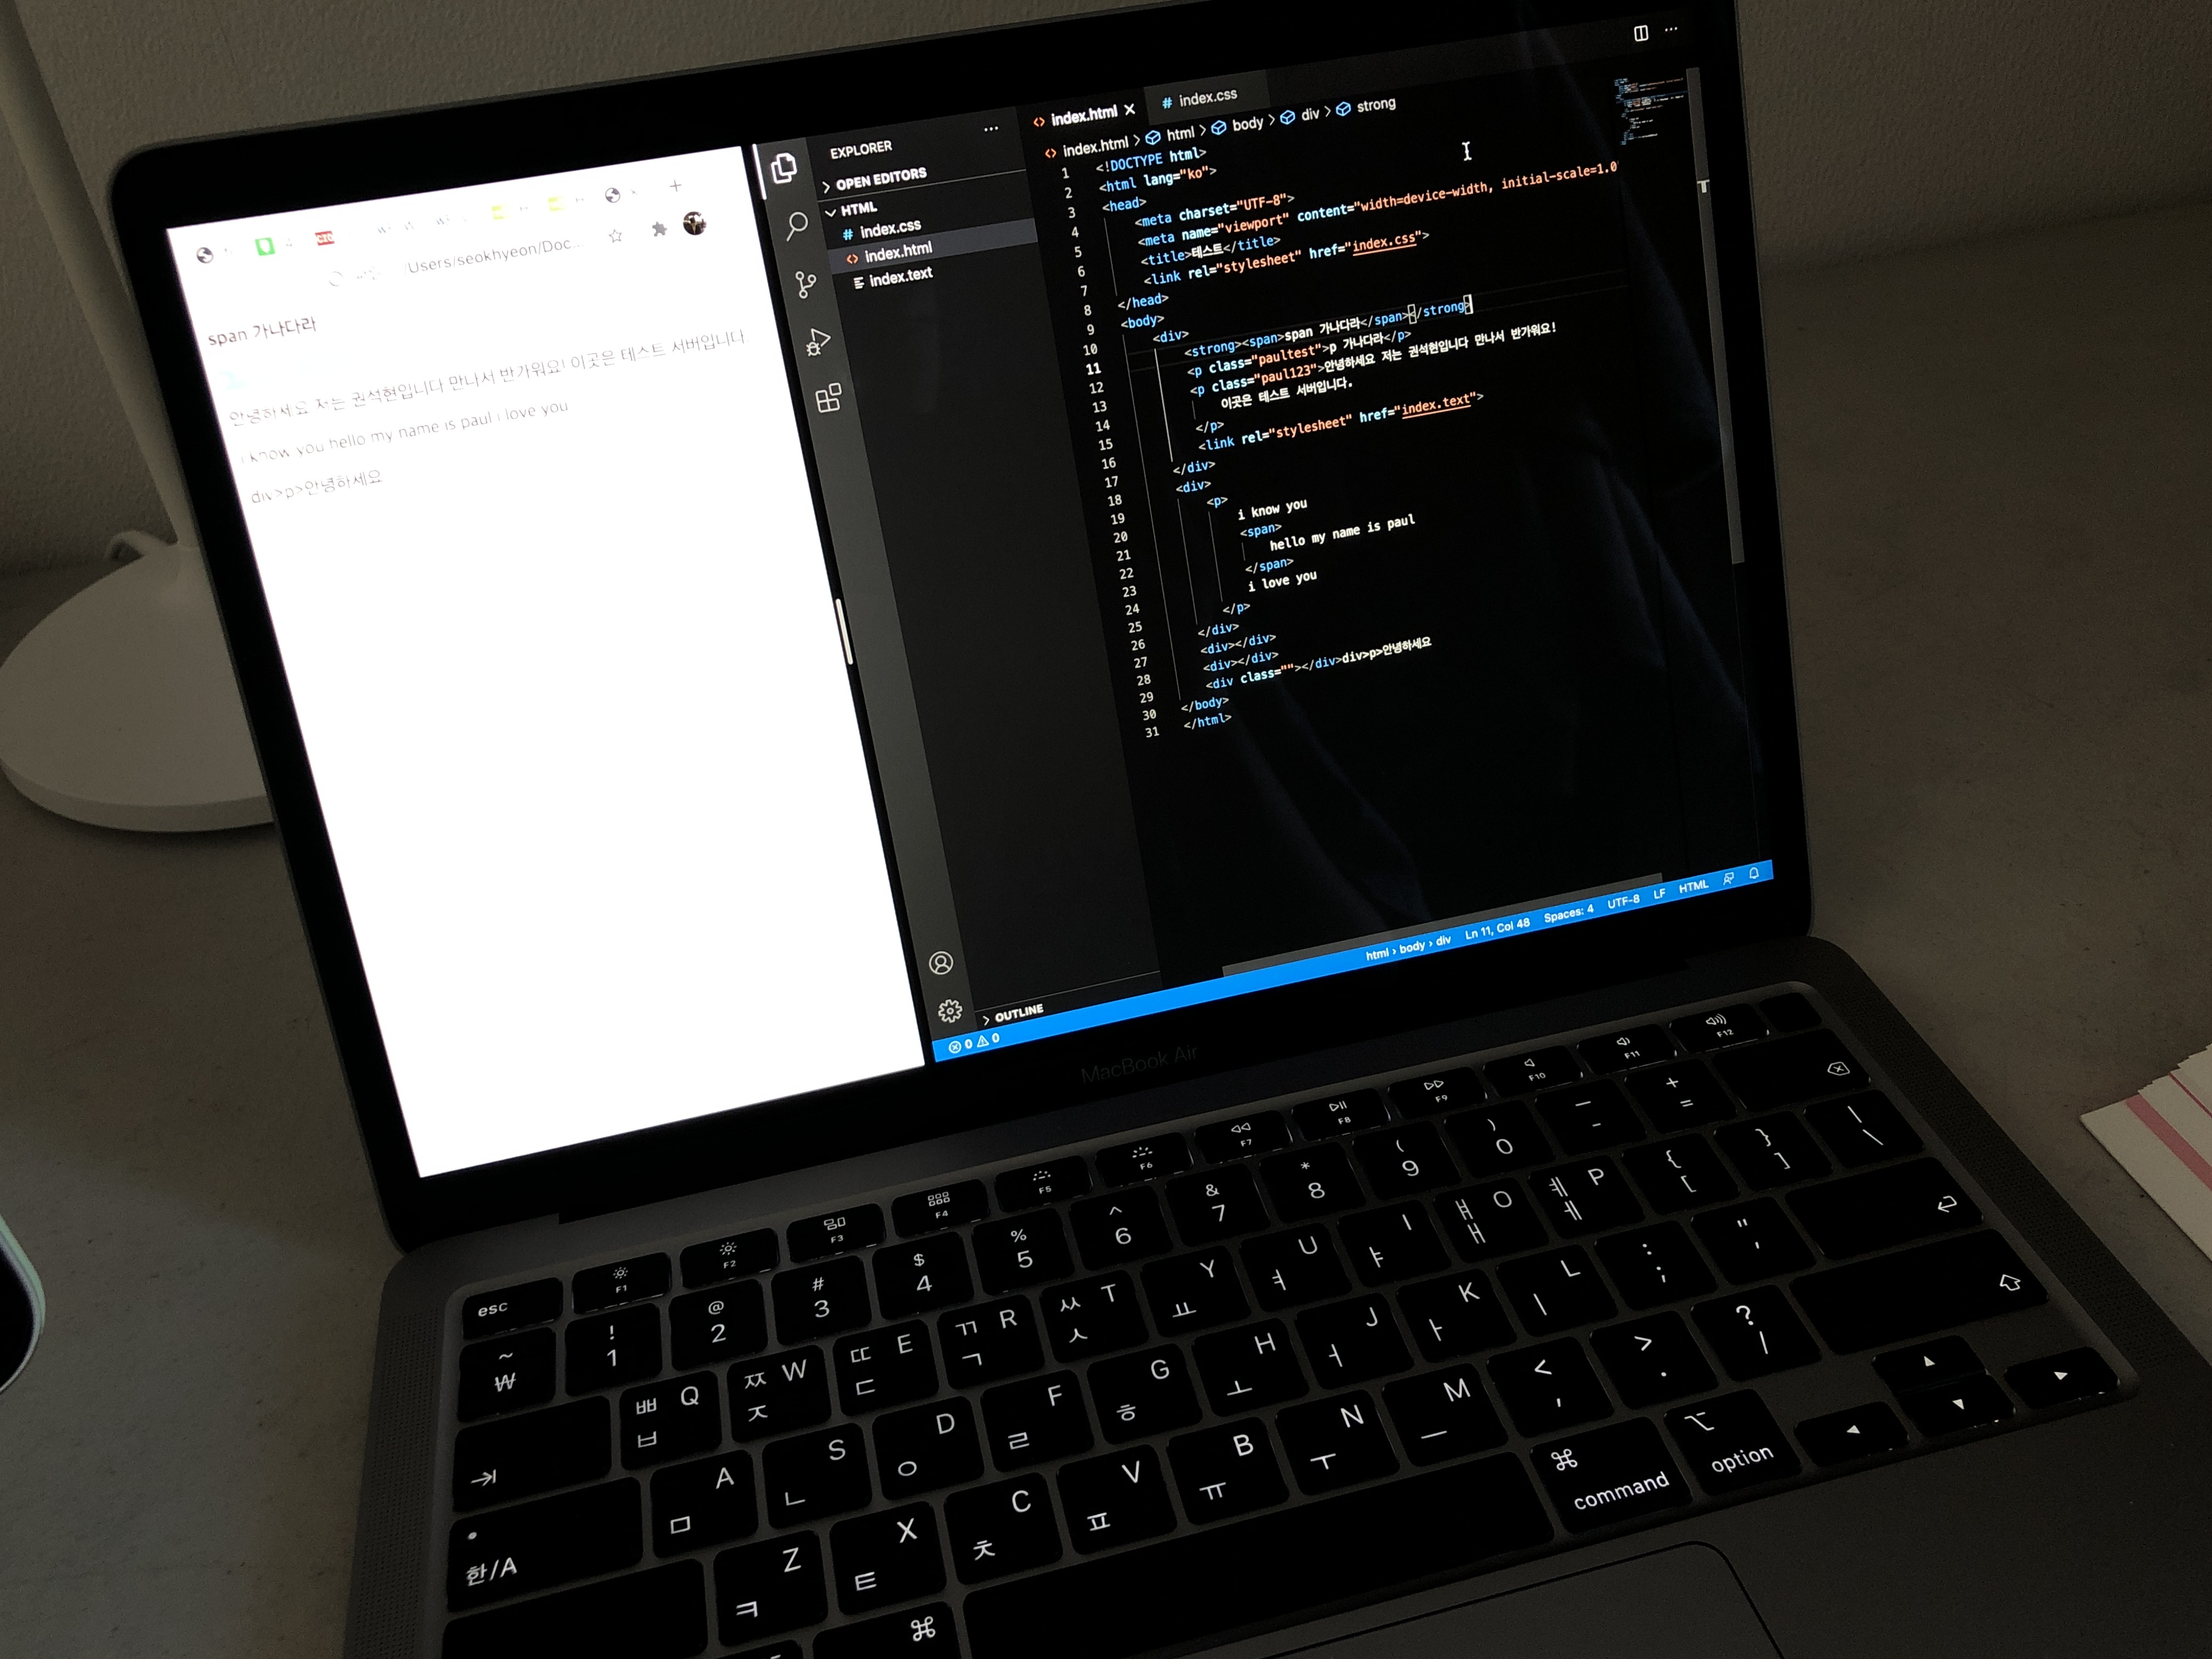 /Users/seokhyeon/Doc...
span 가나다라
안녕하세요 저는 권석현입니다 만나서 반가워요! 이곳은 테스트 서버입니다.
i know you hello my name is paul i love you
div>p>안녕하세요
EXPLORER ...
OPEN EDITORS
HTML
# index.css
index.html
index.text
OUTLINE
index.html
# index.css
index.html > html > body > div > strong
1 <!DOCTYPE html>
2 <html lang="ko">
3 <head>
4 <meta charset="UTF-8">
5 <meta name="viewport" content="width=device-width, initial-scale=1.0
6 <title>테스트</title>
7 <link rel="stylesheet" href="index.css">
8 </head>
9 <body>
10 <div>
11 <strong><span>span 가나다라</span></strong>
12 <p class="paultest">p 가나다라</p>
13 <p class="paul123">안녕하세요 저는 권석현입니다 만나서 반가워요!
14 이곳은 테스트 서버입니다.
15 </p>
16 <link rel="stylesheet" href="index.text">
17 </div>
18 <div>
19 <p>
20 i know you
21 <span>
22 hello my name is paul
23 </span>
24 i love you
25 </p>
26 </div>
27 <div></div>
28 <div></div>
29 <div class=""></div>div>p>안녕하세요
30 </body>
31 </html>
0 0
html > body > div Ln 11, Col 48 Spaces: 4 UTF-8 LF HTML
MacBook Air
esc F1 F2 F3 F4 F5 F6 F7 F8 F9 F10 F11 F12
~ ₩ ! 1 @ 2 # 3 $ 4 % 5 ^ 6 & 7 * 8 ( 9 ) 0 _ - + =
ㅃ Q ㅂ ㅉ W ㅈ ㄸ E ㄷ ㄲ R ㄱ ㅆ T ㅅ Y ㅛ U ㅕ I ㅑ ㅒ O ㅐ ㅖ P ㅔ { [ } ] | \
한/A A ㅁ S ㄴ D ㅇ F ㄹ G ㅎ H ㅗ J ㅓ K ㅏ L ㅣ : ; " '
Z ㅋ X ㅌ C ㅊ V ㅍ B ㅠ N ㅜ M ㅡ < , > . ? /
⌘ ⌘ command ⌥ option